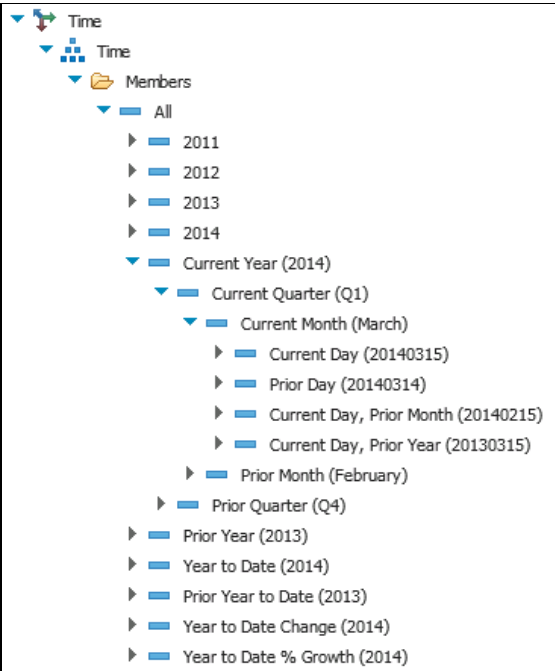 Time
Time
Members
All
2011
2012
2013
2014
Current Year (2014)
Current Quarter (Q1)
Current Month (March)
Current Day (20140315)
Prior Day (20140314)
Current Day, Prior Month (20140215)
Current Day, Prior Year (20130315)
Prior Month (February)
Prior Quarter (Q4)
Prior Year (2013)
Year to Date (2014)
Prior Year to Date (2013)
Year to Date Change (2014)
Year to Date % Growth (2014)